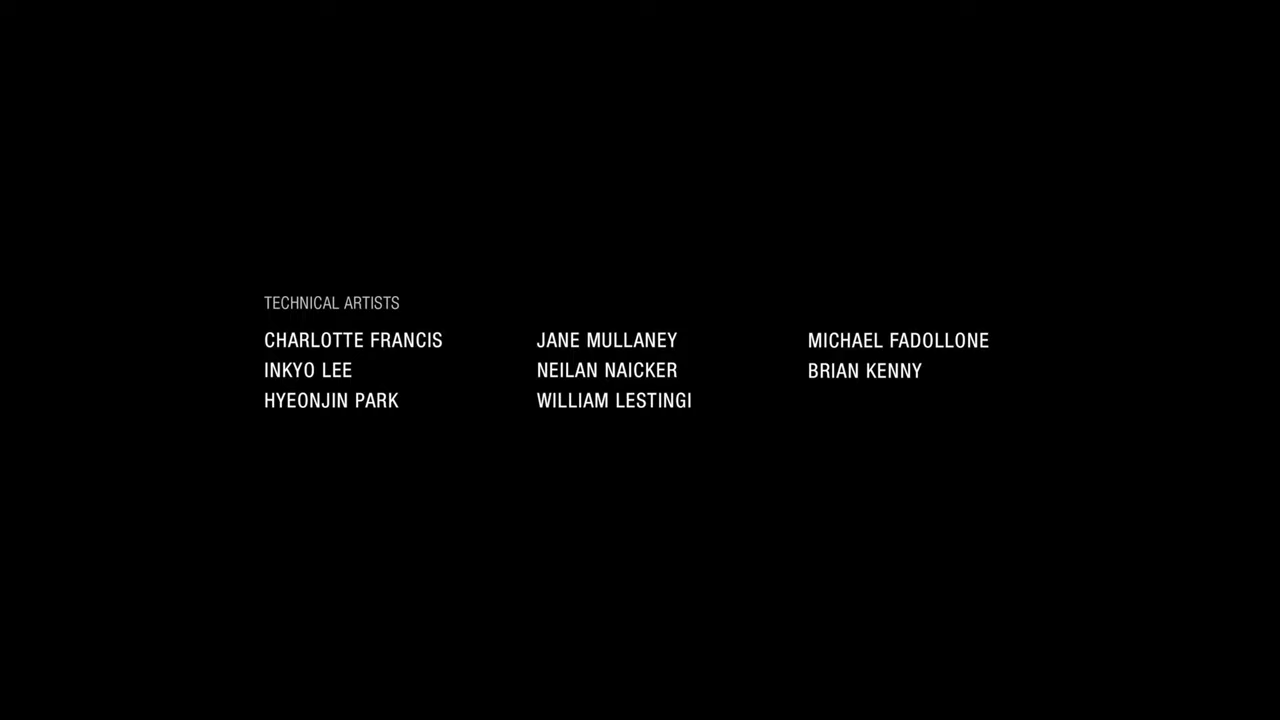 TECHNICAL ARTISTS
CHARLOTTE FRANCIS
INKYO LEE
HYEONJIN PARK
JANE MULLANEY
NEILAN NAICKER
WILLIAM LESTINGI
MICHAEL FADOLLONE
BRIAN KENNY